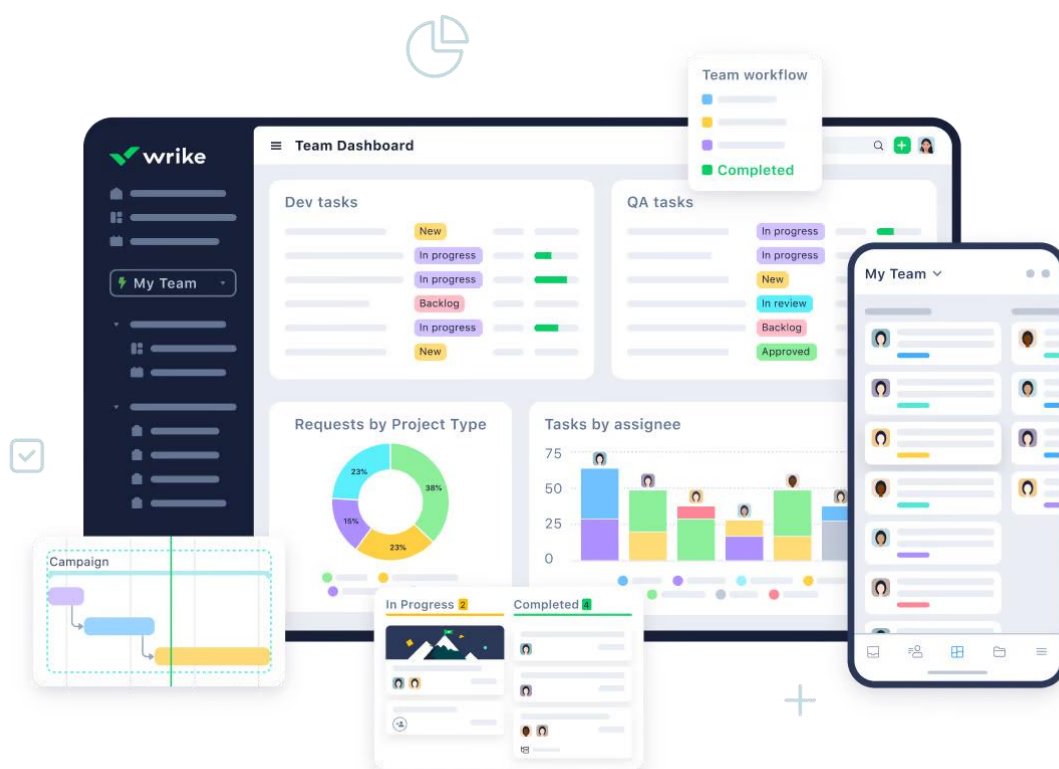 Team workflow
Completed
wrike
Team Dashboard
My Team
Dev tasks
New
In progress
In progress
Backlog
In progress
New
QA tasks
In progress
In progress
New
In review
Backlog
Approved
My Team
Requests by Project Type
23%
38%
15%
23%
Tasks by assignee
75
50
25
0
Campaign
In Progress 2
Completed 4